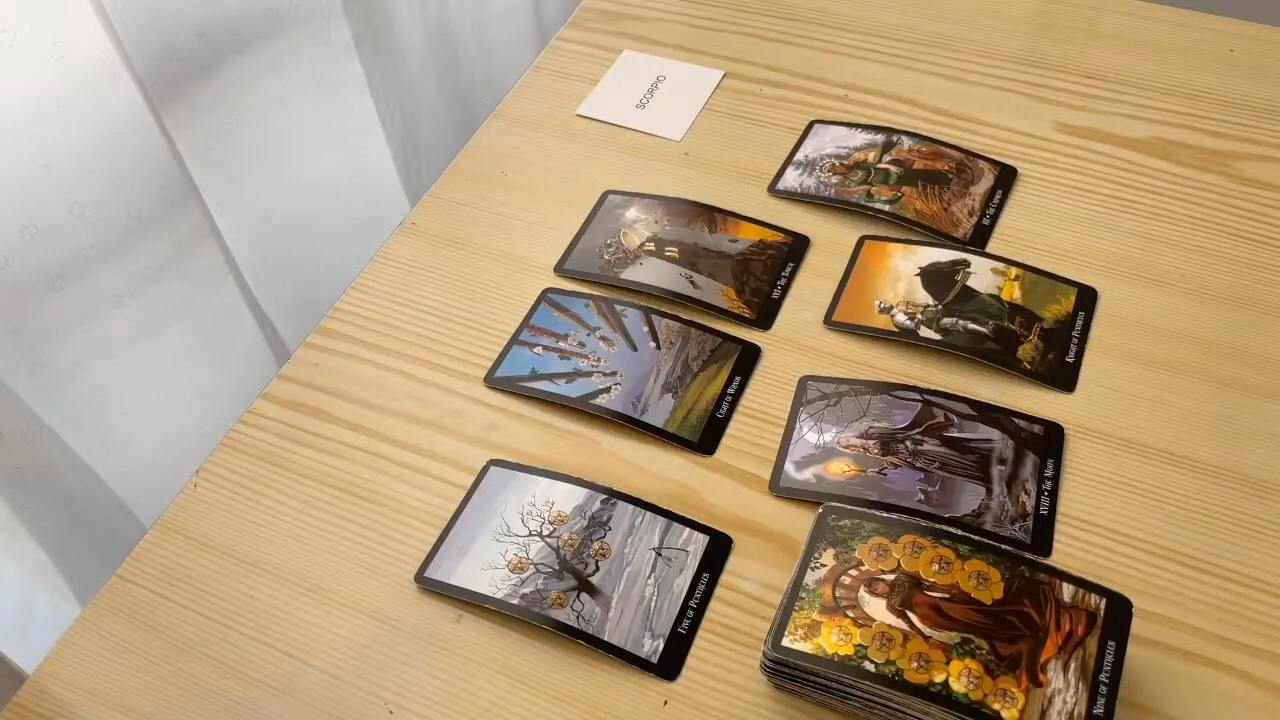 SCORPIO
III • THE EMPRESS
XVI • THE TOWER
KNIGHT OF PENTACLES
EIGHT OF WANDS
XVIII • THE MOON
FIVE OF PENTACLES
NINE OF PENTACLES